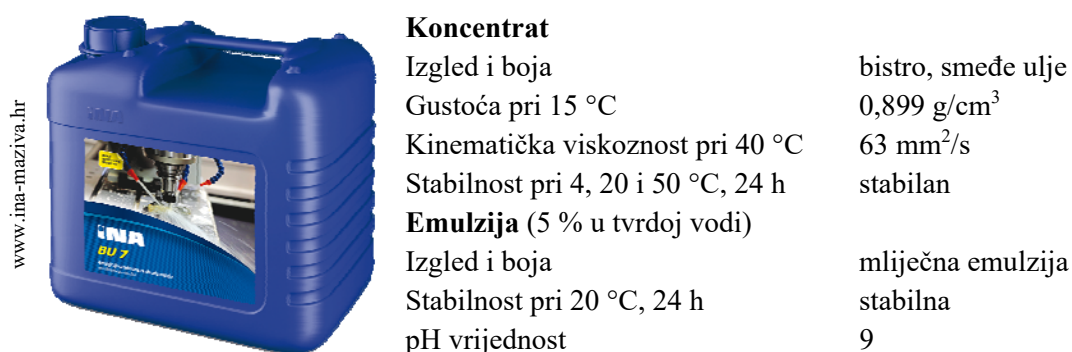 www.ina-maziva.hr
INA
INA
BU 7
Koncentrat
Izgled i boja bistro, smeđe ulje
Gustoća pri 15 °C 0,899 g/cm³
Kinematička viskoznost pri 40 °C 63 mm²/s
Stabilnost pri 4, 20 i 50 °C, 24 h stabilan
Emulzija (5 % u tvrdoj vodi)
Izgled i boja mliječna emulzija
Stabilnost pri 20 °C, 24 h stabilna
pH vrijednost 9